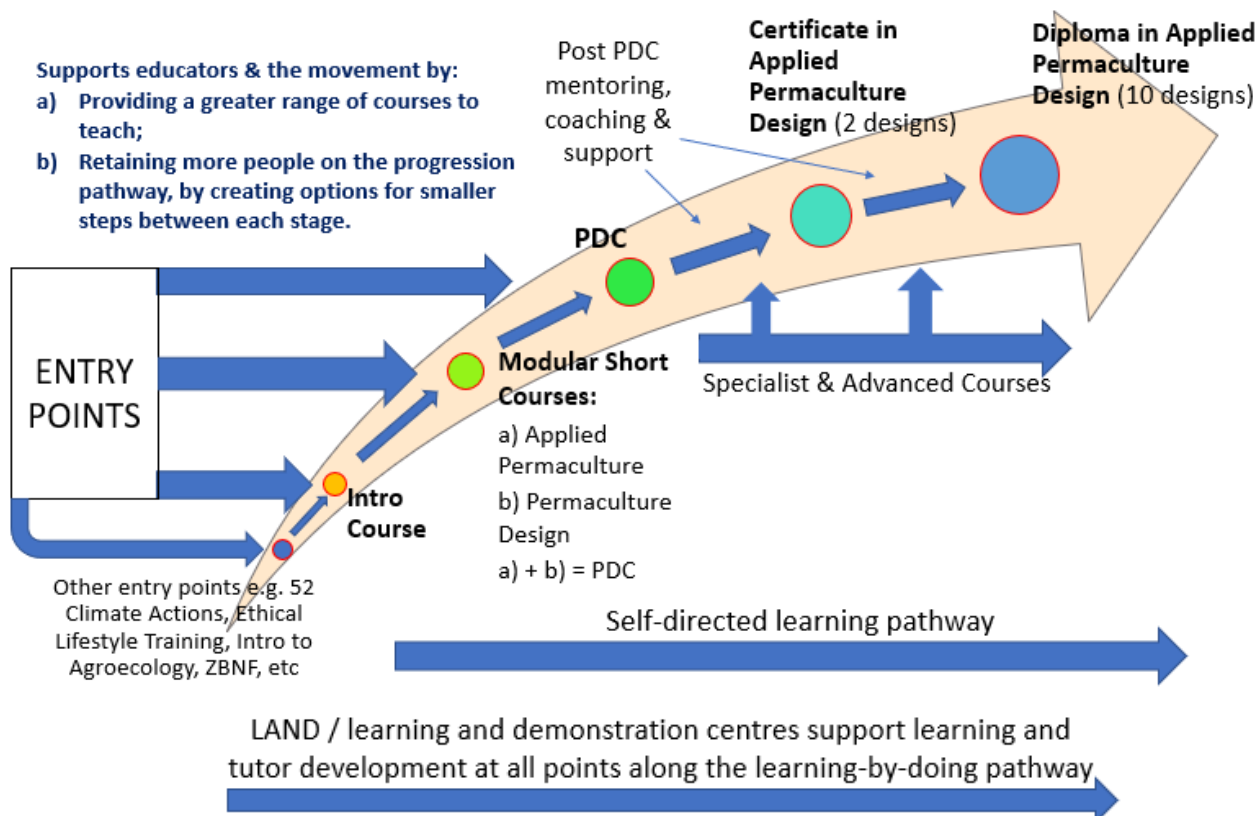 Supports educators & the movement by:
a) Providing a greater range of courses to
teach;
b) Retaining more people on the progression
pathway, by creating options for smaller
steps between each stage.
Post PDC
mentoring,
coaching &
support
Certificate in
Applied
Permaculture
Design (2 designs)
Diploma in Applied
Permaculture
Design (10 designs)
ENTRY
POINTS
PDC
Modular Short
Courses:
a) Applied
Permaculture
b) Permaculture
Design
a) + b) = PDC
Specialist & Advanced Courses
Intro
Course
Other entry points e.g. 52
Climate Actions, Ethical
Lifestyle Training, Intro to
Agroecology, ZBNF, etc
Self-directed learning pathway
LAND / learning and demonstration centres support learning and
tutor development at all points along the learning-by-doing pathway